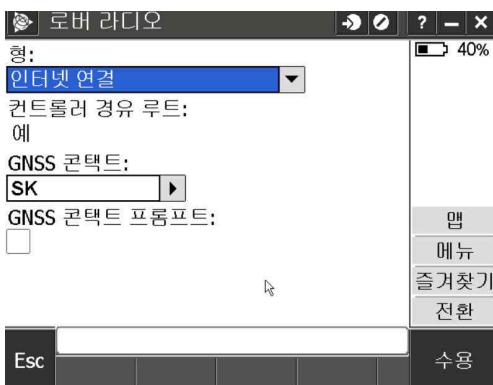 로버 라디오
? — ×
형:
40%
인터넷 연결
컨트롤러 경유 루트:
예
GNSS 콘택트:
SK
GNSS 콘택트 프롬프트:
맵
메뉴
즐겨찾기
전환
Esc
수용